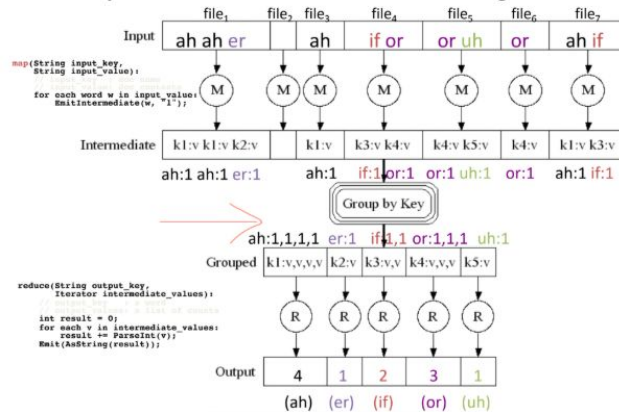 file₁ file₂ file₃ file₄ file₅ file₆ file₇
Input ah ah er ah if or or uh or ah if
map(String input_key,
String input_value):
for each word w in input_value:
EmitIntermediate(w, "1");
M M M M M M
Intermediate k1:v k1:v k2:v k1:v k3:v k4:v k4:v k5:v k4:v k1:v k3:v
ah:1 ah:1 er:1 ah:1 if:1 or:1 or:1 uh:1 or:1 ah:1 if:1
Group by Key
ah:1,1,1,1 er:1 if:1,1 or:1,1,1 uh:1
Grouped k1:v,v,v,v k2:v k3:v,v k4:v,v,v k5:v
reduce(String output_key,
Iterator intermediate_values):
int result = 0;
for each v in intermediate_values:
result += ParseInt(v);
Emit(AsString(result));
R R R R R
Output 4 1 2 3 1
(ah) (er) (if) (or) (uh)